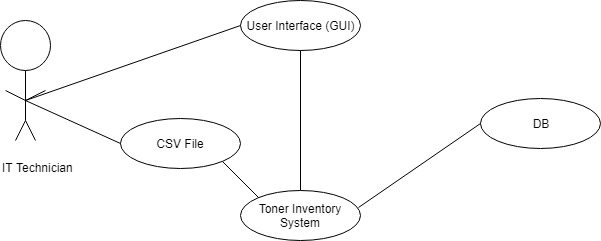 User Interface (GUI)
CSV File
DB
IT Technician
Toner Inventory
System